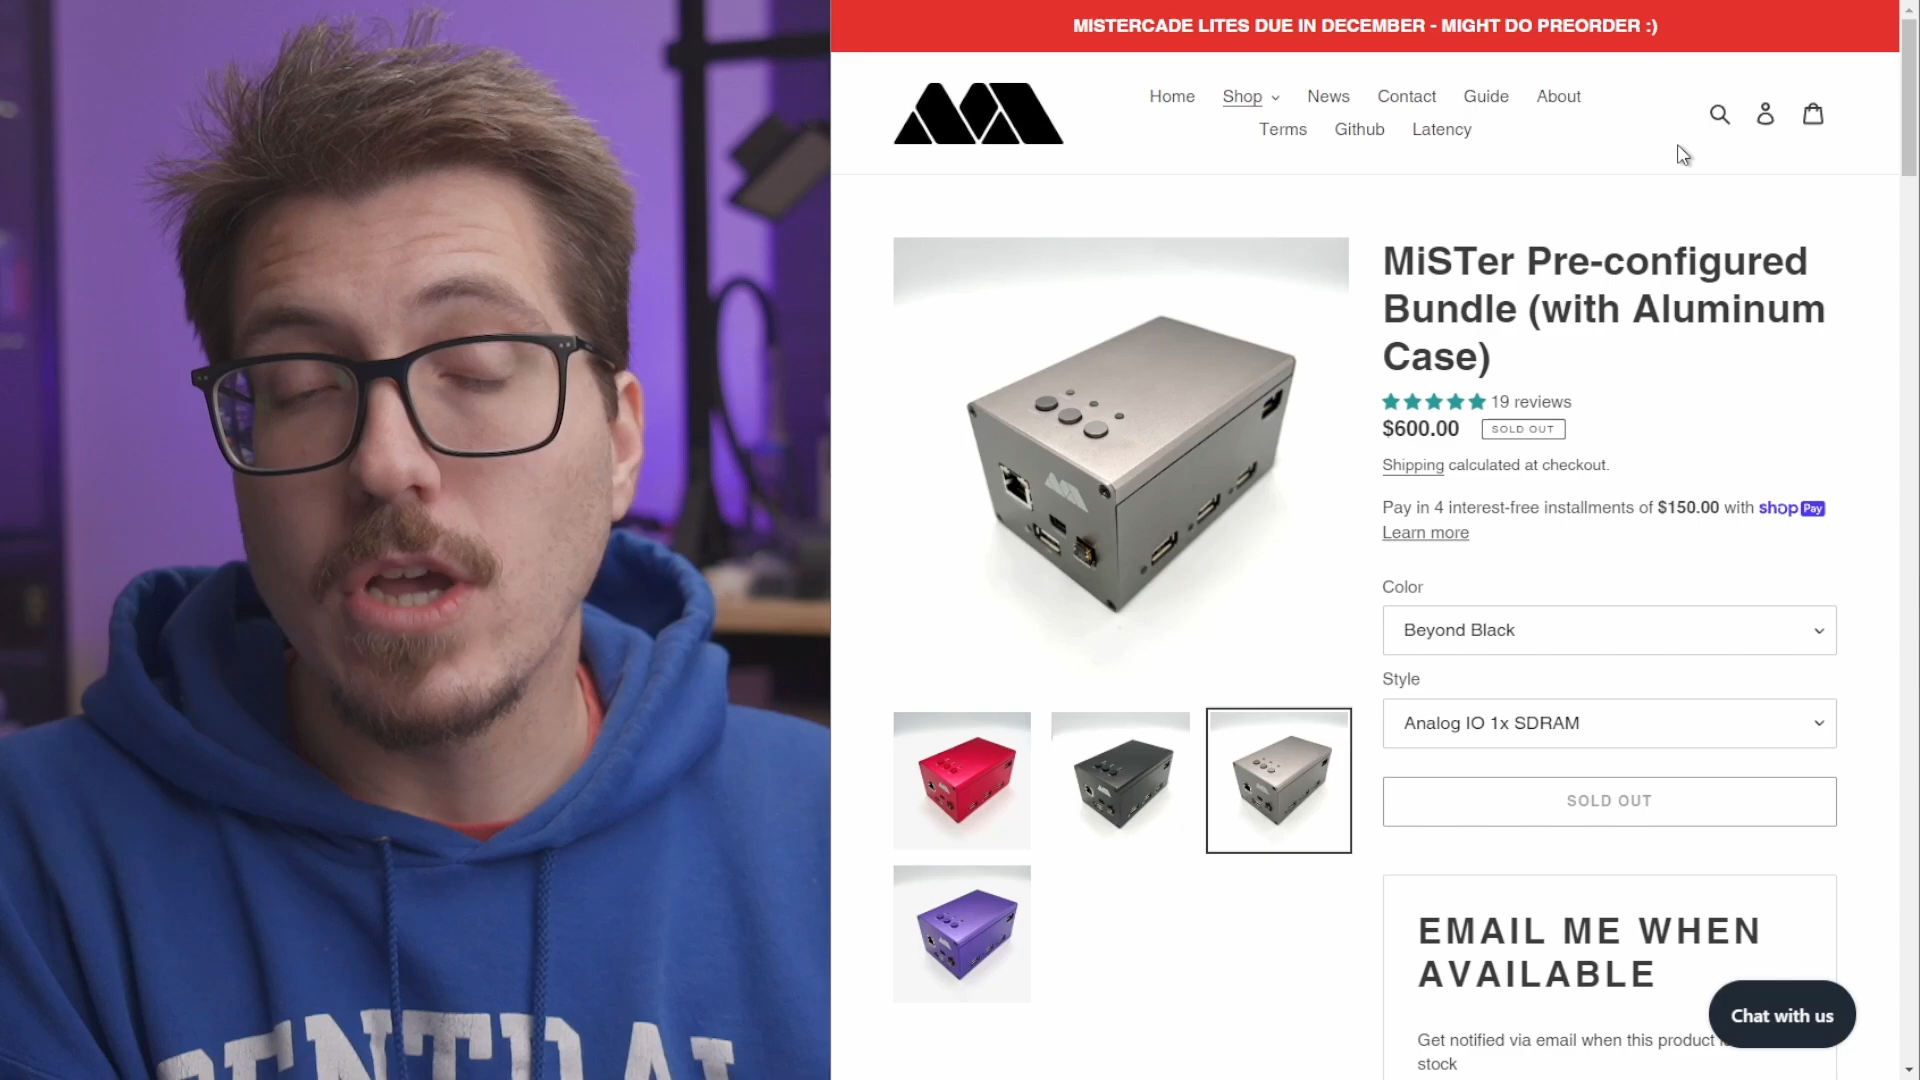 MISTERCADE LITES DUE IN DECEMBER - MIGHT DO PREORDER :)
Home Shop News Contact Guide About
Terms Github Latency
MiSTer Pre-configured
Bundle (with Aluminum
Case)
19 reviews
$600.00 SOLD OUT
Shipping calculated at checkout.
Pay in 4 interest-free installments of $150.00 with shop Pay
Learn more
Color
Beyond Black
Style
Analog IO 1x SDRAM
SOLD OUT
EMAIL ME WHEN
AVAILABLE
Get notified via email when this product
stock
Chat with us
CENTRAL